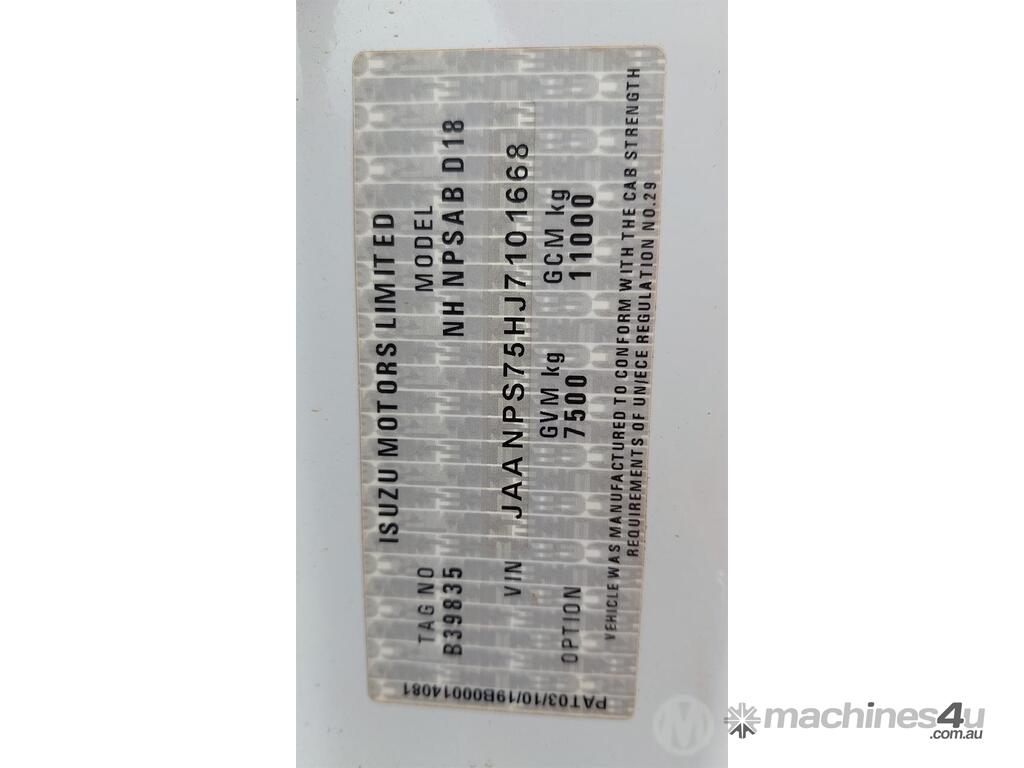 ISUZU MOTORS LIMITED
TAG NO MODEL
B39835 NH NPSAB D18
VIN JAANPS75HJ7101668
OPTION GVM kg GCM kg
7500 11000
VEHICLE WAS MANUFACTURED TO CONFORM WITH THE CAB STRENGTH
REQUIREMENTS OF UN/ECE REGULATION NO.29
PAT03/10/19B00014081
machines4u
.com.au